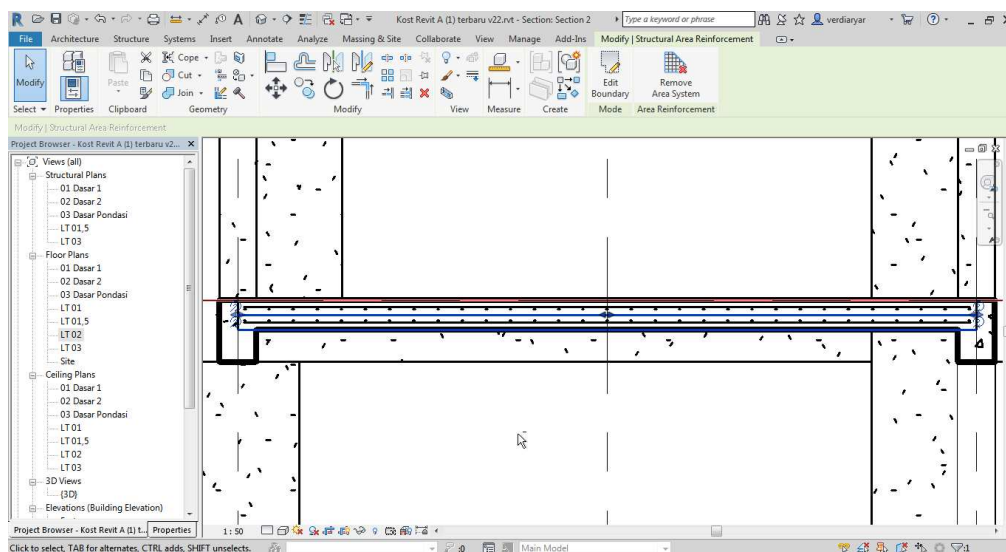 Kost Revit A (1) terbaru v22.rvt - Section: Section 2
Type a keyword or phrase
verdiaryar
File Architecture Structure Systems Insert Annotate Analyze Massing & Site Collaborate View Manage Add-Ins Modify | Structural Area Reinforcement
Modify
Paste
Cope
Cut
Join
Edit Boundary
Remove Area System
Select Properties Clipboard Geometry Modify View Measure Create Mode Area Reinforcement
Modify | Structural Area Reinforcement
Project Browser - Kost Revit A (1) terbaru v2...
Views (all)
Structural Plans
01 Dasar 1
02 Dasar 2
03 Dasar Pondasi
LT 01,5
LT 03
Floor Plans
01 Dasar 1
02 Dasar 2
03 Dasar Pondasi
LT 01
LT 01,5
LT 02
LT 03
Site
Ceiling Plans
01 Dasar 1
02 Dasar 2
03 Dasar Pondasi
LT 01
LT 01,5
LT 02
LT 03
3D Views
{3D}
Elevations (Building Elevation)
Project Browser - Kost Revit A (1) t... Properties
1 : 50
Click to select, TAB for alternates, CTRL adds, SHIFT unselects.
:0
Main Model
:1